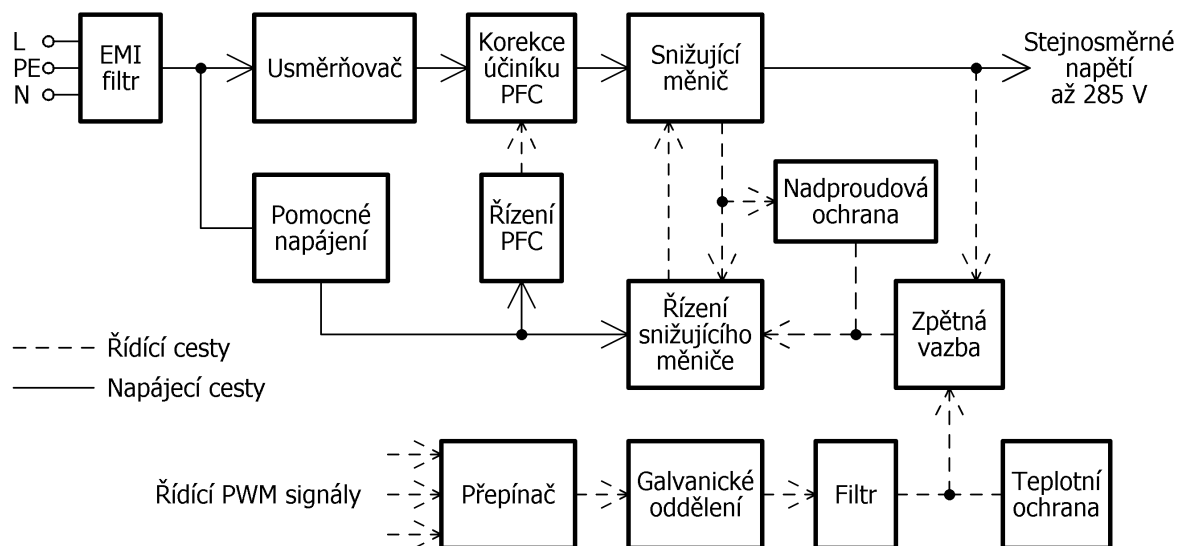 L
PE
N
EMI
filtr
Usměrňovač
Korekce
účiníku
PFC
Snižující
měnič
Stejnosměrné
napětí
až 285 V
Pomocné
napájení
Řízení
PFC
Nadproudová
ochrana
Řízení
snižujícího
měniče
Zpětná
vazba
Řídící cesty
Napájecí cesty
Řídící PWM signály
Přepínač
Galvanické
oddělení
Filtr
Teplotní
ochrana